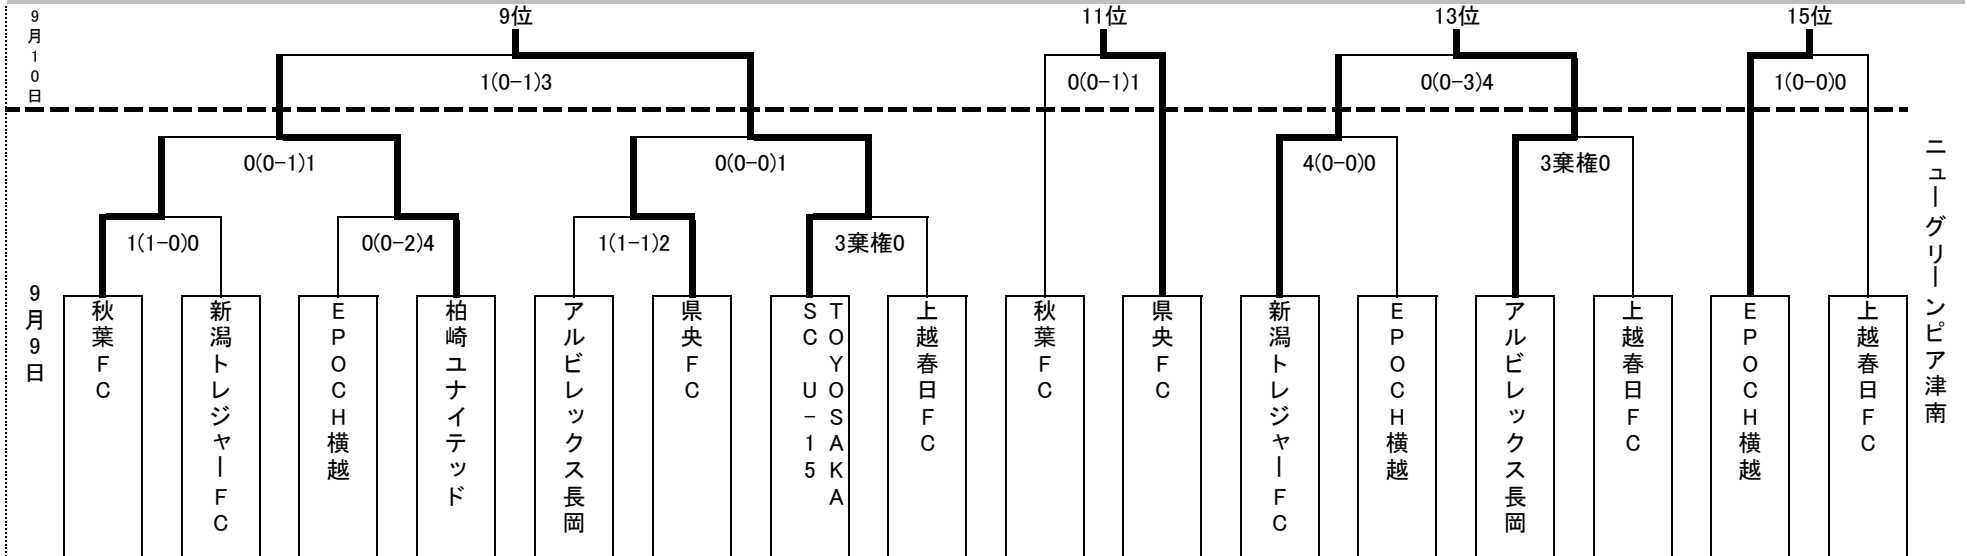 9月10日
9位
11位
13位
15位
1(0-1)3
0(0-1)1
0(0-3)4
1(0-0)0
0(0-1)1
0(0-0)1
4(0-0)0
3棄権0
1(1-0)0
0(0-2)4
1(1-1)2
3棄権0
9月9日
秋葉FC
新潟トレジャーFC
EPOCH横越
柏崎ユナイテッド
アルビレックス長岡
県央FC
TOYOSAKA
SC U-15
上越春日FC
秋葉FC
県央FC
新潟トレジャーFC
EPOCH横越
アルビレックス長岡
上越春日FC
EPOCH横越
上越春日FC
ニューグリーンピア津南